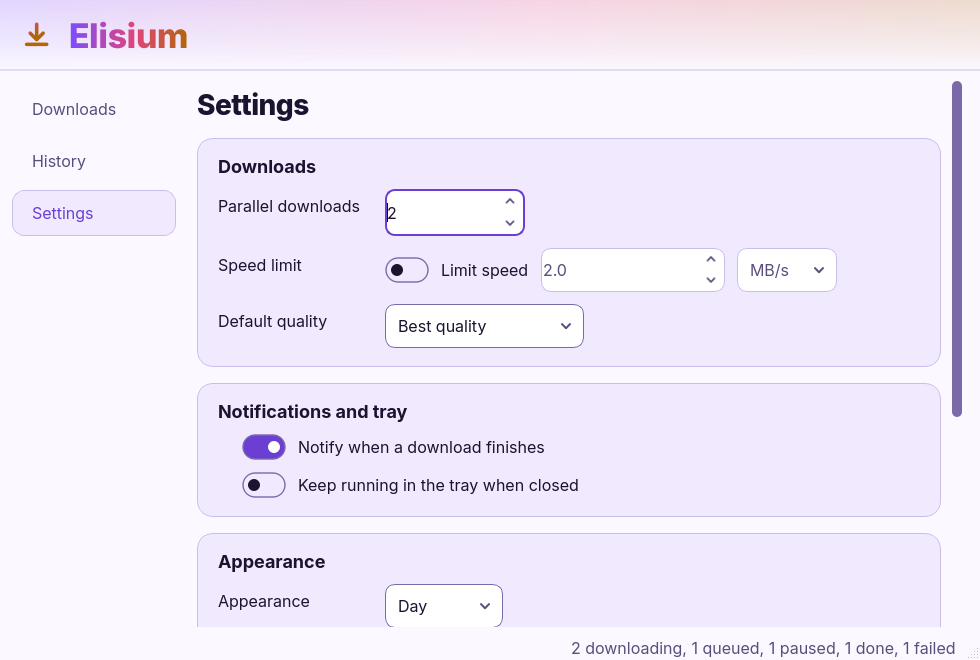 Elisium
Downloads
History
Settings
Settings
Downloads
Parallel downloads 2
Speed limit Limit speed 2.0 MB/s
Default quality Best quality
Notifications and tray
Notify when a download finishes
Keep running in the tray when closed
Appearance
Appearance Day
2 downloading, 1 queued, 1 paused, 1 done, 1 failed